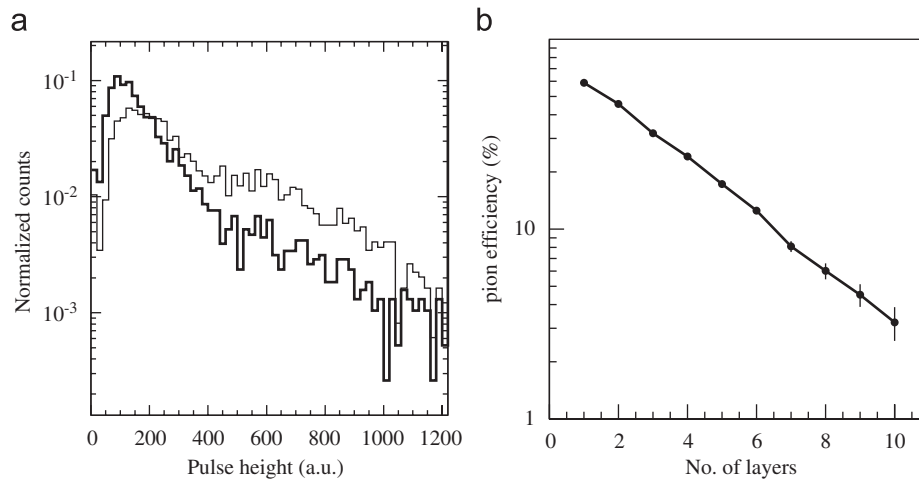 a
10⁻¹
10⁻²
10⁻³
Normalized counts
0 200 400 600 800 1000 1200
Pulse height (a.u.)
b
10
1
pion efficiency (%)
0 2 4 6 8 10
No. of layers